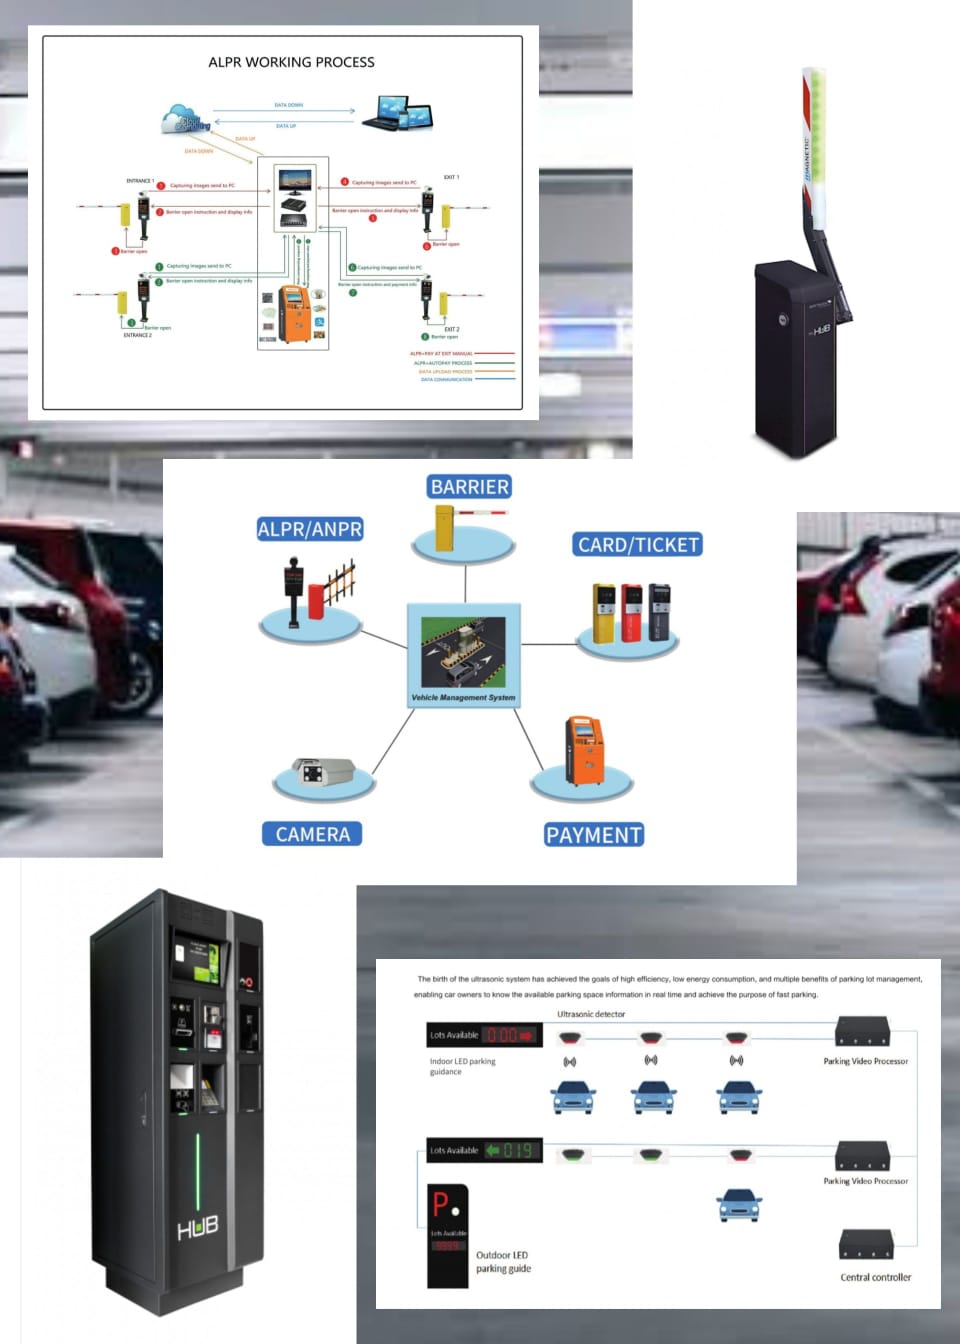 ALPR WORKING PROCESS
DATA DOWN
DATA UP
DATA UP
DATA DOWN
ENTRANCE 1
EXIT 1
1 Capturing images send to PC
4 Capturing images send to PC
2 Barrier open instruction and display info
Barrier open instruction and display info
3 Barrier open
6 Barrier open
1 Capturing images send to PC
6 Capturing images send to PC
2 Barrier open instruction and display info
Barrier open instruction and payment info
7
3 Barrier open
ENTRANCE 2
EXIT 2
8 Barrier open
ALPR+PAY AT EXIT MANUAL
ALPR+AUTOPAY PROCESS
DATA UPLOAD PROCESS
DATA COMMUNICATION
MAGNETIC
HUB
BARRIER
ALPR/ANPR
CARD/TICKET
Vehicle Management System
CAMERA
PAYMENT
HUB
The birth of the ultrasonic system has achieved the goals of high efficiency, low energy consumption, and multiple benefits of parking lot management,
enabling car owners to know the available parking space information in real time and achieve the purpose of fast parking.
Ultrasonic detector
Lots Available 000
Indoor LED parking
guidance
Parking Video Processor
Lots Available 019
Parking Video Processor
P
Lots Available
9999
Outdoor LED
parking guide
Central controller